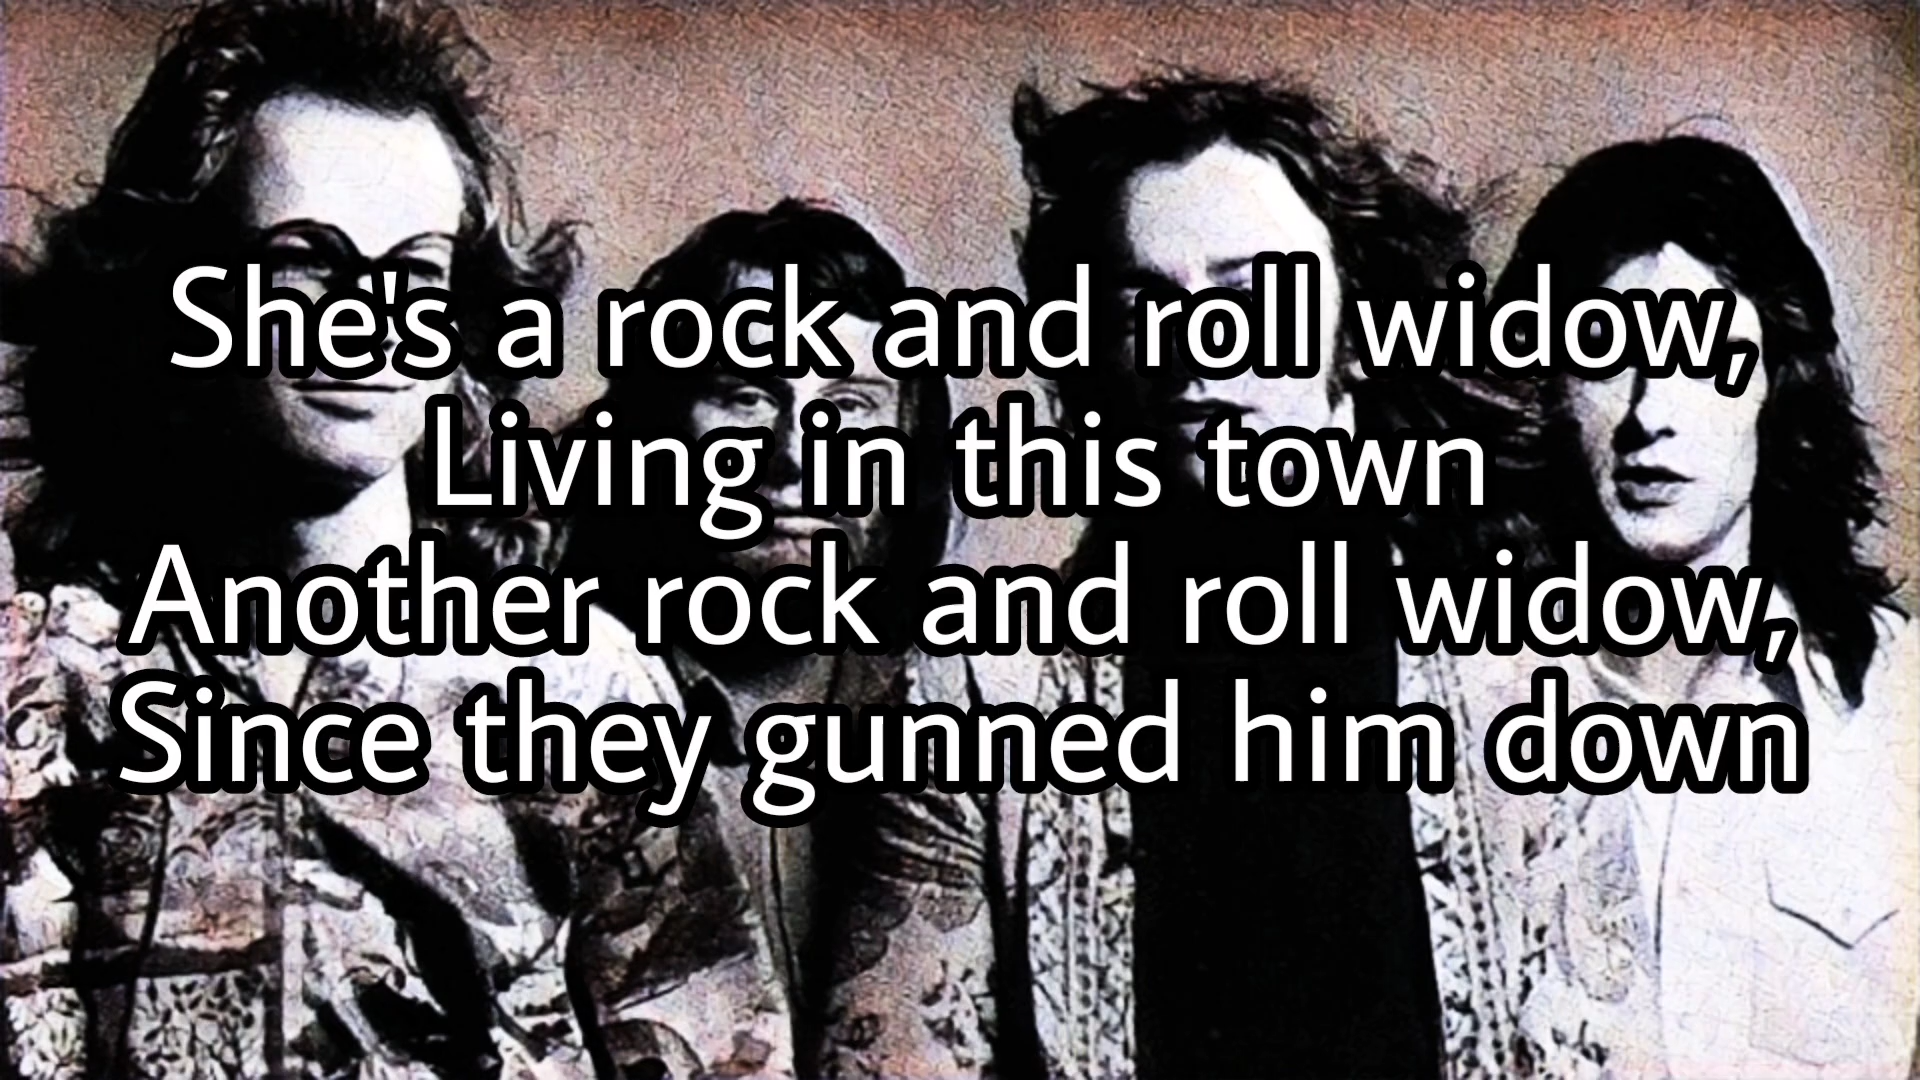 She's a rock and roll widow,
Living in this town
Another rock and roll widow,
Since they gunned him down